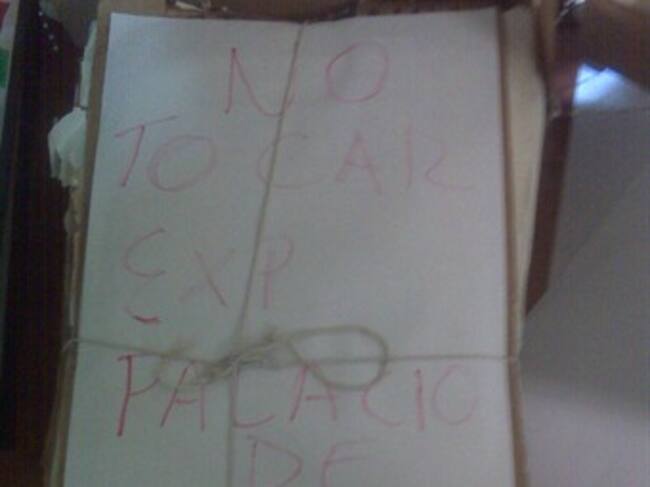 NO
TOCAR
EXP
PALACIO
DE